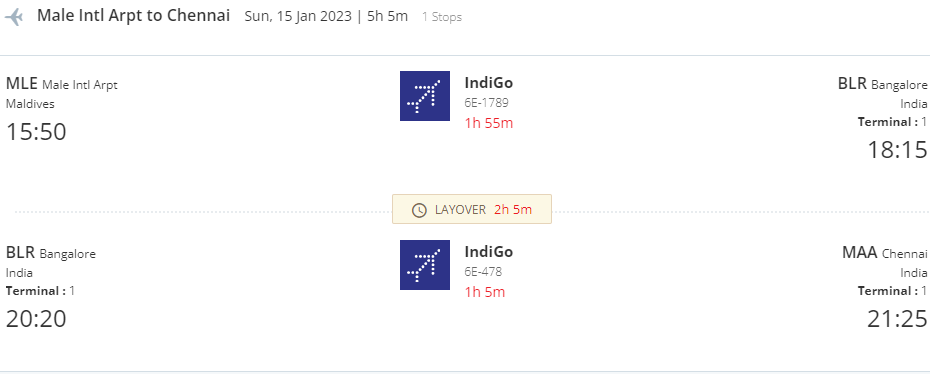 Male Intl Arpt to Chennai Sun, 15 Jan 2023 | 5h 5m 1 Stops
MLE Male Intl Arpt
Maldives
15:50
IndiGo
6E-1789
1h 55m
BLR Bangalore
India
Terminal : 1
18:15
LAYOVER 2h 5m
BLR Bangalore
India
Terminal : 1
20:20
IndiGo
6E-478
1h 5m
MAA Chennai
India
Terminal : 1
21:25